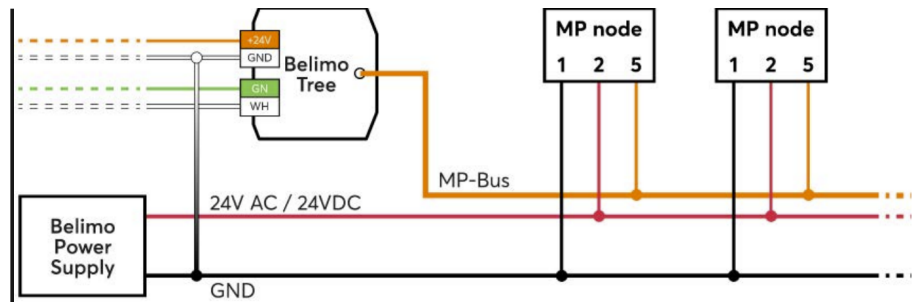 +24V
GND
GN
WH
Belimo
Tree
MP node
1 2 5
MP node
1 2 5
MP-Bus
24V AC / 24VDC
Belimo
Power
Supply
GND